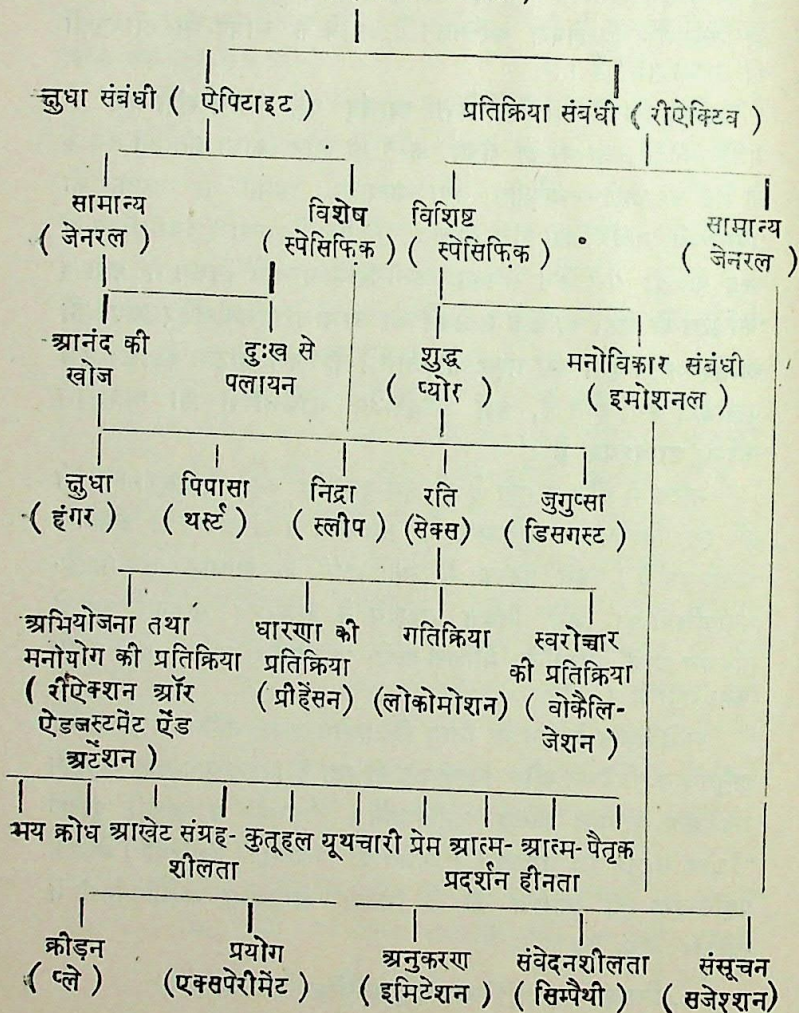 क्षुधा संबंधी ( ऐपिटाइट )
प्रतिक्रिया संबंधी ( रीऐक्टिव )
सामान्य
( जेनरल )
विशेष
( स्पेसिफिक )
विशिष्ट
( स्पेसिफिक )
सामान्य
( जेनरल )
आनंद की
खोज
दुःख से
पलायन
शुद्ध
( प्योर )
मनोविकार संबंधी
( इमोशनल )
क्षुधा
( हंगर )
पिपासा
( थर्स्ट )
निद्रा
( स्लीप )
रति
(सेक्स)
जुगुप्सा
( डिसगस्ट )
अभियोजना तथा
मनोयोग की प्रतिक्रिया
( रीऐक्शन ऑर
ऐडजस्टमेंट ऐंड
अटेंशन )
धारणा की
प्रतिक्रिया
(प्रीहेंसन)
गतिक्रिया
(लोकोमोशन)
स्वरोच्चार
की प्रतिक्रिया
( वोकैलि-
जेशन )
भय क्रोध आखेट संग्रह- कुतूहल यूथचारी प्रेम आत्म- आत्म- पैतृक
शीलता प्रदर्शन हीनता
क्रीड़न
( प्ले )
प्रयोग
(एक्सपेरीमेंट)
अनुकरण
( इमिटेशन )
संवेदनशीलता
( सिम्पैथी )
संसूचन
( सजेश्शन)